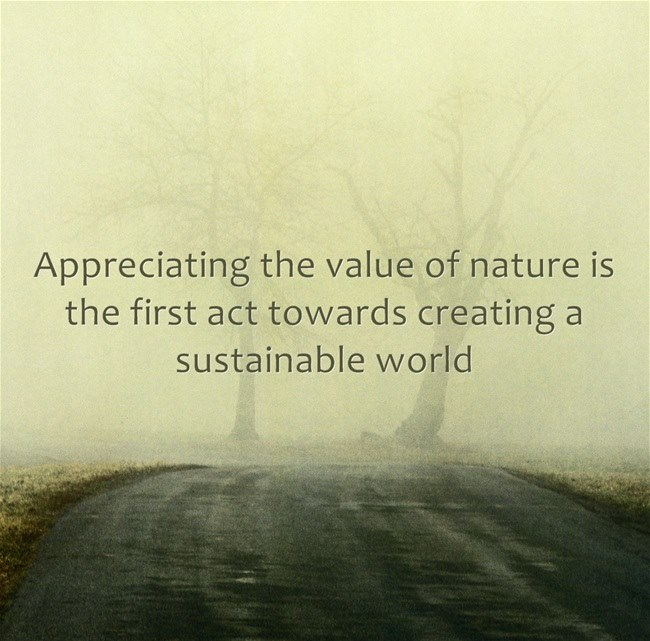 Appreciating the value of nature is
the first act towards creating a
sustainable world